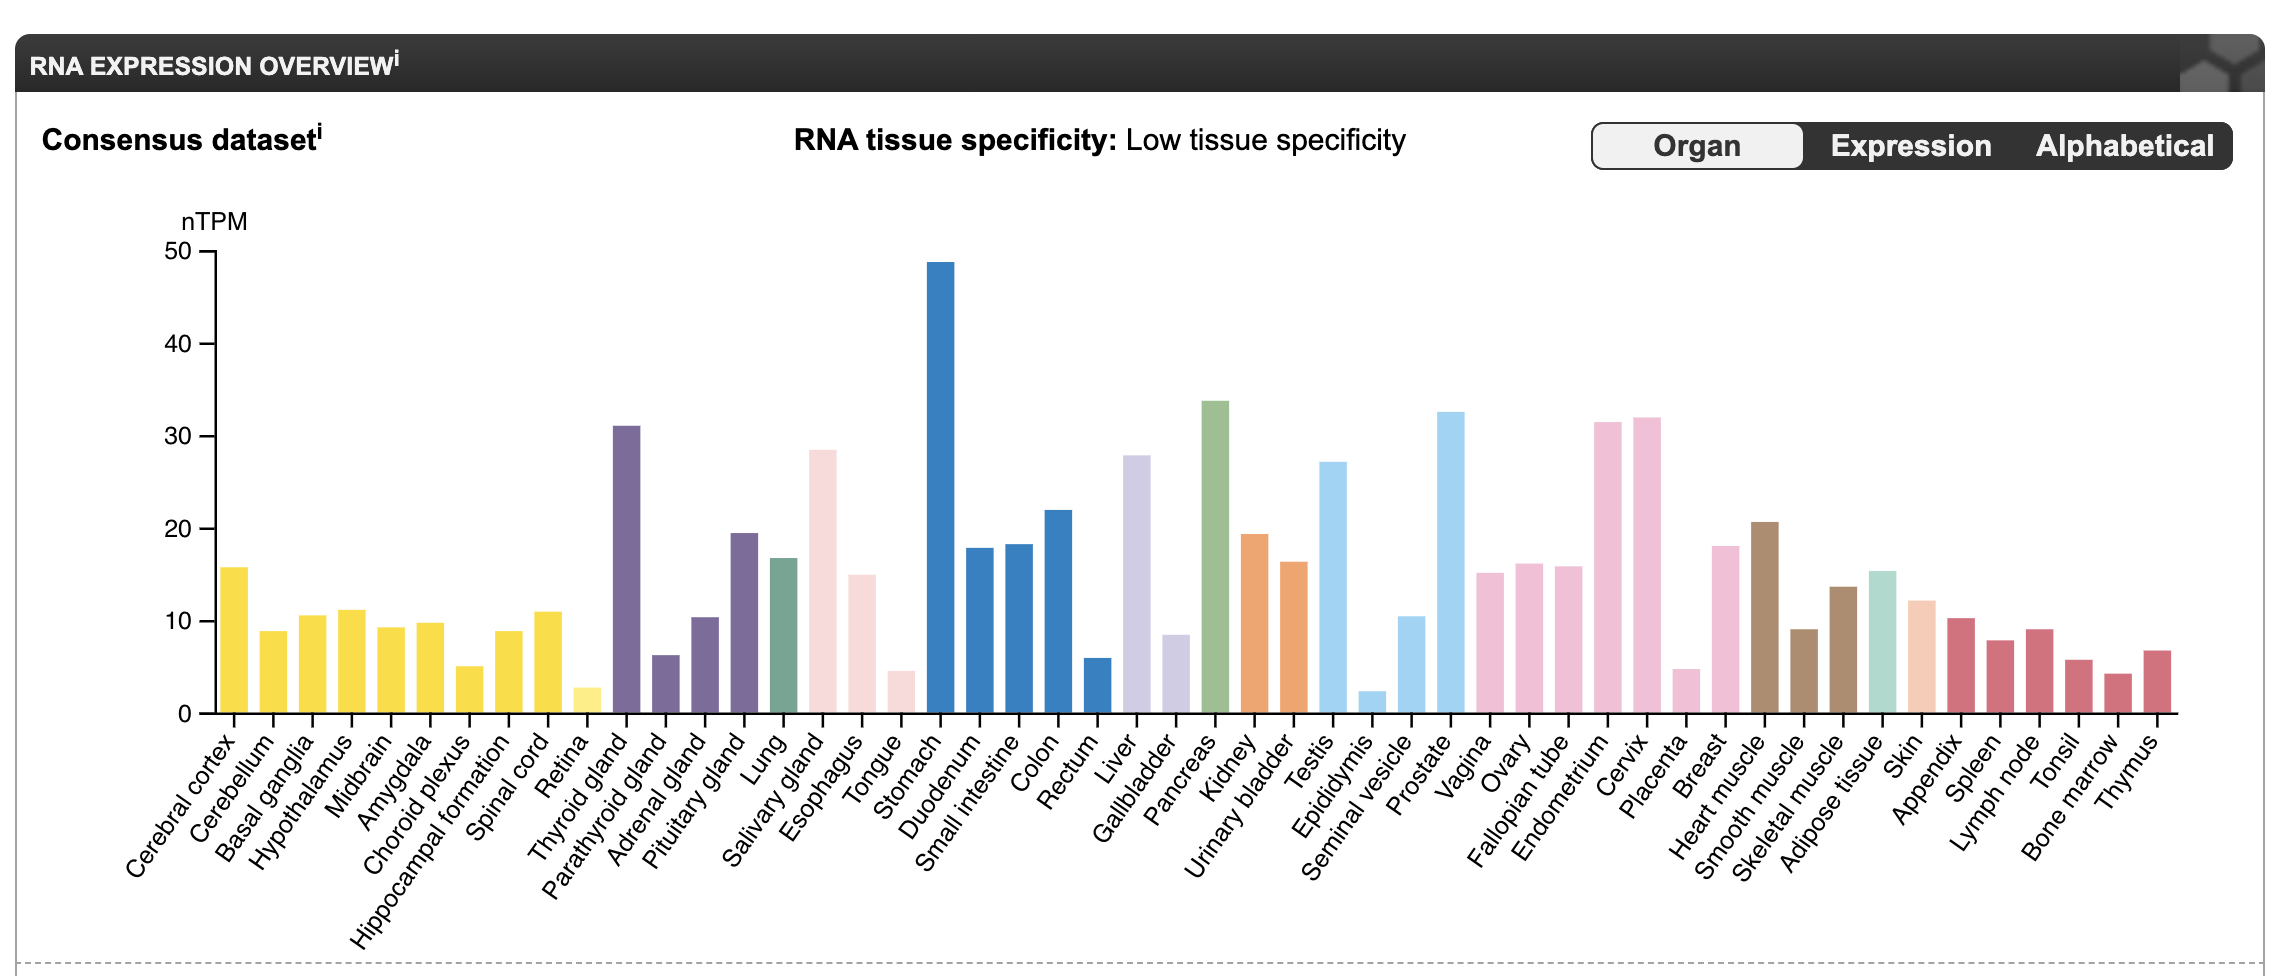 RNA EXPRESSION OVERVIEWi
Consensus dataseti
RNA tissue specificity: Low tissue specificity
Organ
Expression
Alphabetical
nTPM
50
40
30
20
10
0
Cerebral cortex
Cerebellum
Basal ganglia
Hypothalamus
Midbrain
Amygdala
Choroid plexus
Hippocampal formation
Spinal cord
Retina
Thyroid gland
Parathyroid gland
Adrenal gland
Pituitary gland
Lung
Salivary gland
Esophagus
Tongue
Stomach
Duodenum
Small intestine
Colon
Rectum
Liver
Gallbladder
Pancreas
Kidney
Urinary bladder
Testis
Epididymis
Seminal vesicle
Prostate
Vagina
Ovary
Fallopian tube
Endometrium
Cervix
Placenta
Breast
Heart muscle
Smooth muscle
Skeletal muscle
Adipose tissue
Skin
Appendix
Spleen
Lymph node
Tonsil
Bone marrow
Thymus